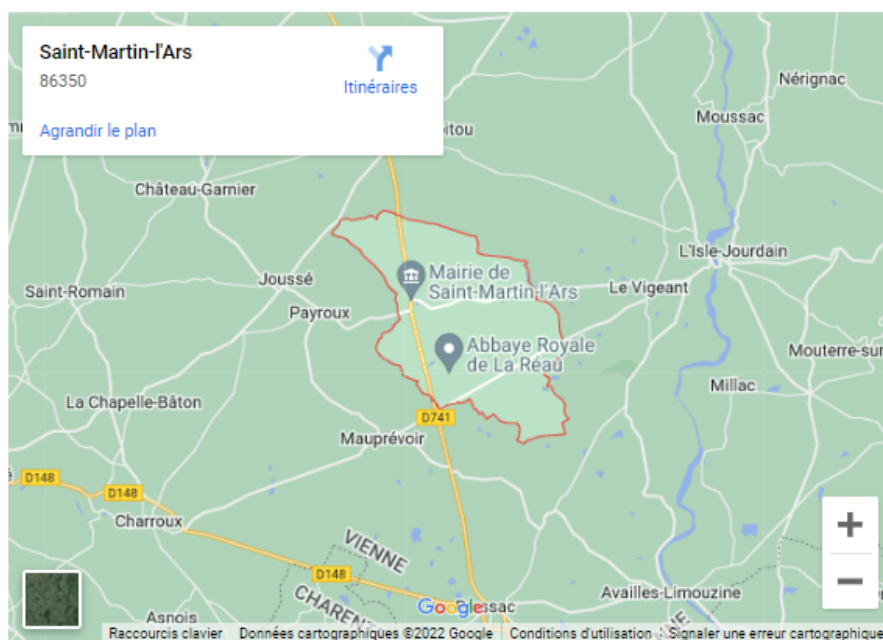 Saint-Martin-l'Ars
86350
Itinéraires
Agrandir le plan
Nérignac
Moussac
Château-Garnier
L'Isle-Jourdain
Joussé
Mairie de
Saint-Martin-l'Ars
Saint-Romain
Le Vigeant
Payroux
Abbaye Royale
de La Réau
Mouterre-sur
Millac
La Chapelle-Bâton
D741
Mauprévoir
D148
D148
Charroux
VIENNE
D148
CHAREN
Availles-Limouzine
Google
Asnois
Raccourcis clavier
Données cartographiques ©2022 Google
Conditions d'utilisation
Signaler une erreur cartographique